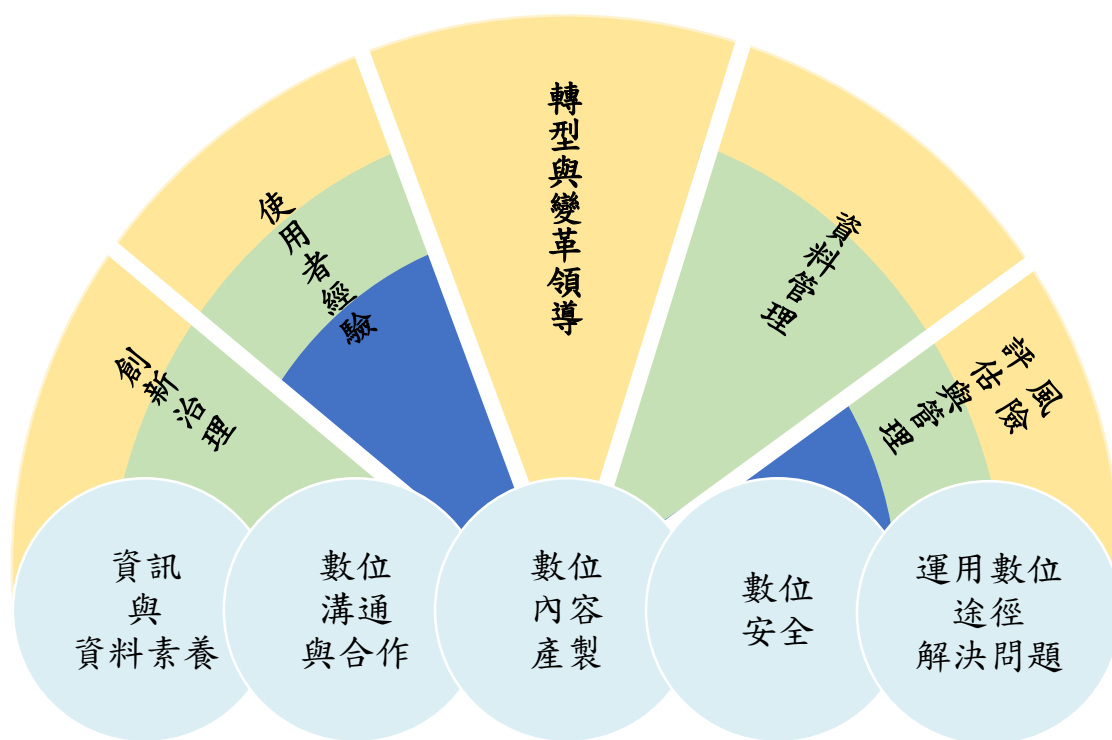 創新治理
使用者經驗
轉型與變革領導
資料管理
風險
評估
與管理
資訊
與
資料素養
數位
溝通
與合作
數位
內容
產製
數位
安全
運用數位
途徑
解決問題